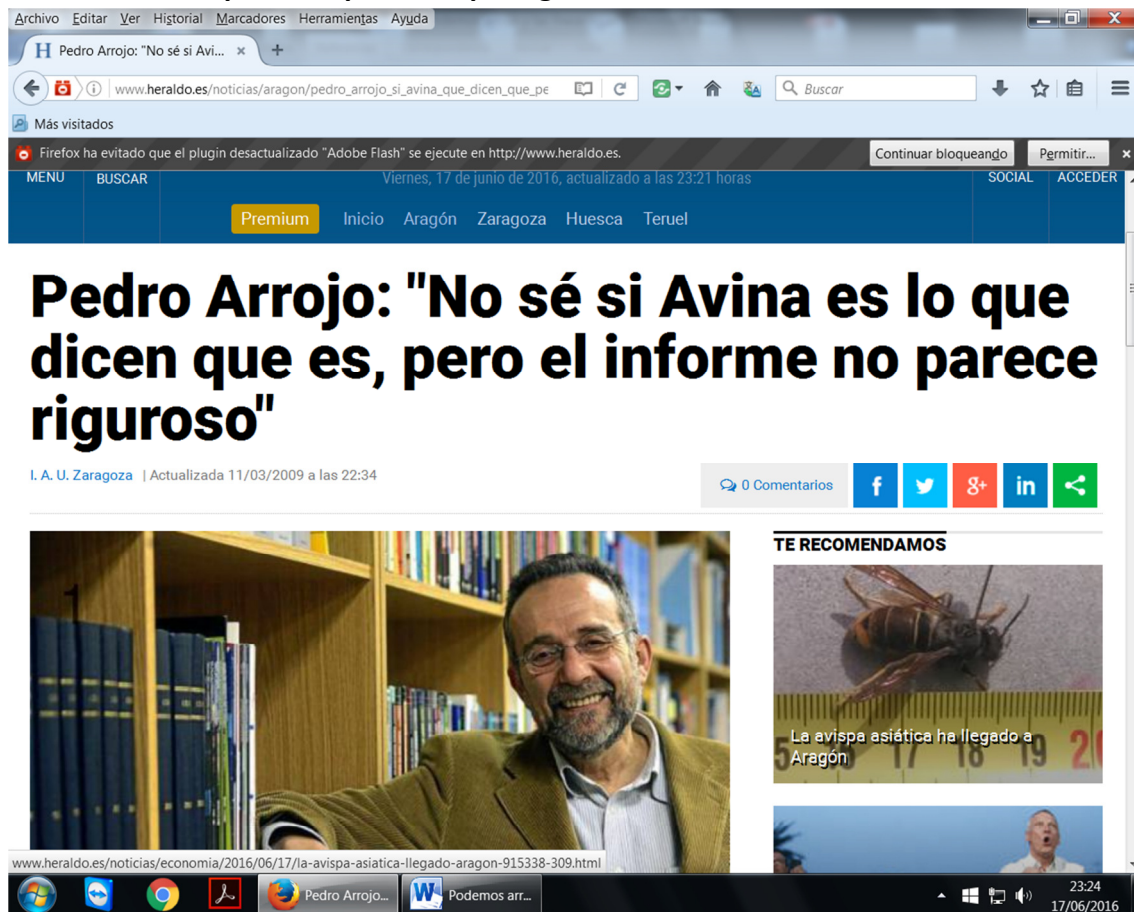 Archivo Editar Ver Historial Marcadores Herramientas Ayuda
Pedro Arrojo: "No sé si Avi... × +
www.heraldo.es/noticias/aragon/pedro_arrojo_si_avina_que_dicen_que_pe
Buscar
Más visitados
Firefox ha evitado que el plugin desactualizado "Adobe Flash" se ejecute en http://www.heraldo.es.
Continuar bloqueando Permitir... ×
MENÚ BUSCAR Viernes, 17 de junio de 2016, actualizado a las 23:21 horas SOCIAL ACCEDER
Premium Inicio Aragón Zaragoza Huesca Teruel
Pedro Arrojo: "No sé si Avina es lo que
dicen que es, pero el informe no parece
riguroso"
I. A. U. Zaragoza | Actualizada 11/03/2009 a las 22:34
0 Comentarios
TE RECOMENDAMOS
La avispa asiática ha llegado a
Aragón
17 18 19
www.heraldo.es/noticias/economia/2016/06/17/la-avispa-asiatica-llegado-aragon-915338-309.html
Pedro Arrojo... Podemos arr...
23:24
17/06/2016